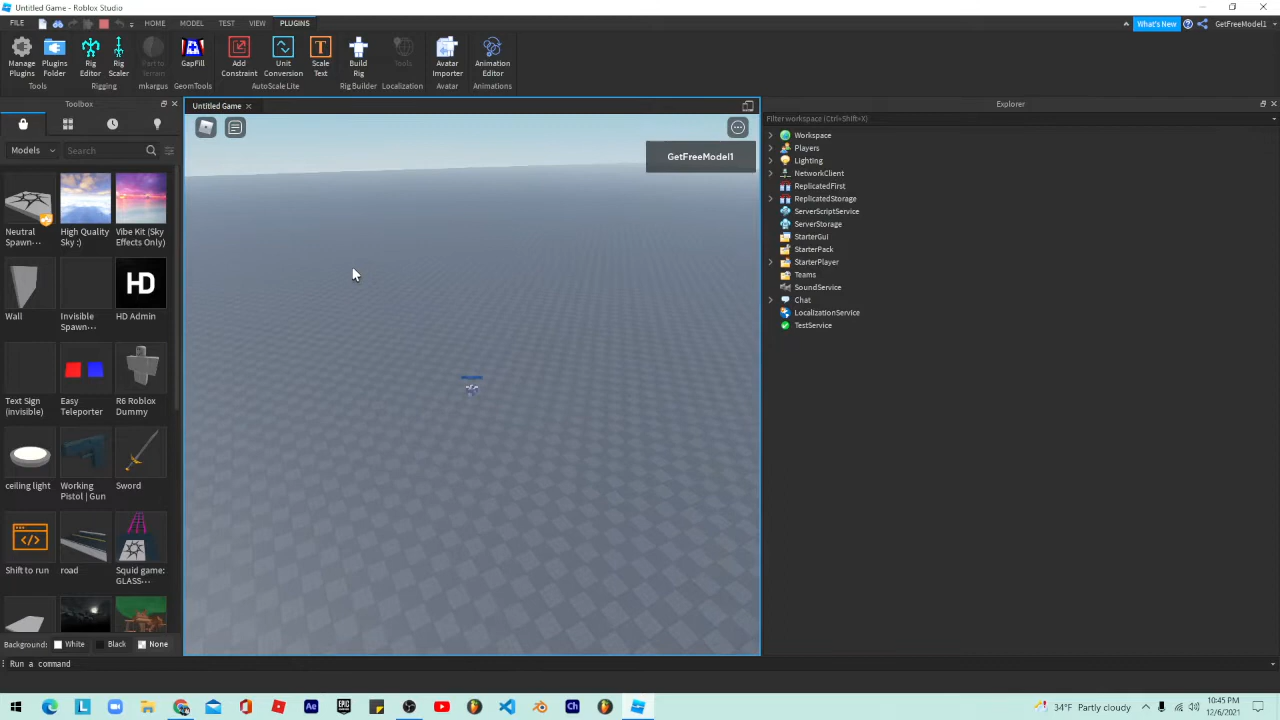 Untitled Game - Roblox Studio
FILE HOME MODEL TEST VIEW PLUGINS What's New GetFreeModel1
Manage Plugins Plugins Folder Rig Editor Rig Scaler Part to Terrain GapFill Add Constraint Unit Conversion Scale Text Build Rig Tools Avatar Importer Animation Editor
Tools Rigging mkargus GeomTools AutoScale Lite Rig Builder Localization Avatar Animations
Toolbox
Models Search
Neutral Spawn... High Quality Sky :) Vibe Kit (Sky Effects Only)
HD
Wall Invisible Spawn... HD Admin
Text Sign (invisible) Easy Teleporter R6 Roblox Dummy
ceiling light Working Pistol | Gun Sword
Shift to run road Squid game: GLASS...
Background: White Black None
Untitled Game
GetFreeModel1
Explorer
Filter workspace (Ctrl+Shift+X)
Workspace
Players
Lighting
NetworkClient
ReplicatedFirst
ReplicatedStorage
ServerScriptService
ServerStorage
StarterGui
StarterPack
StarterPlayer
Teams
SoundService
Chat
LocalizationService
TestService
Run a command
34°F Partly cloudy
10:45 PM
12/6/2021